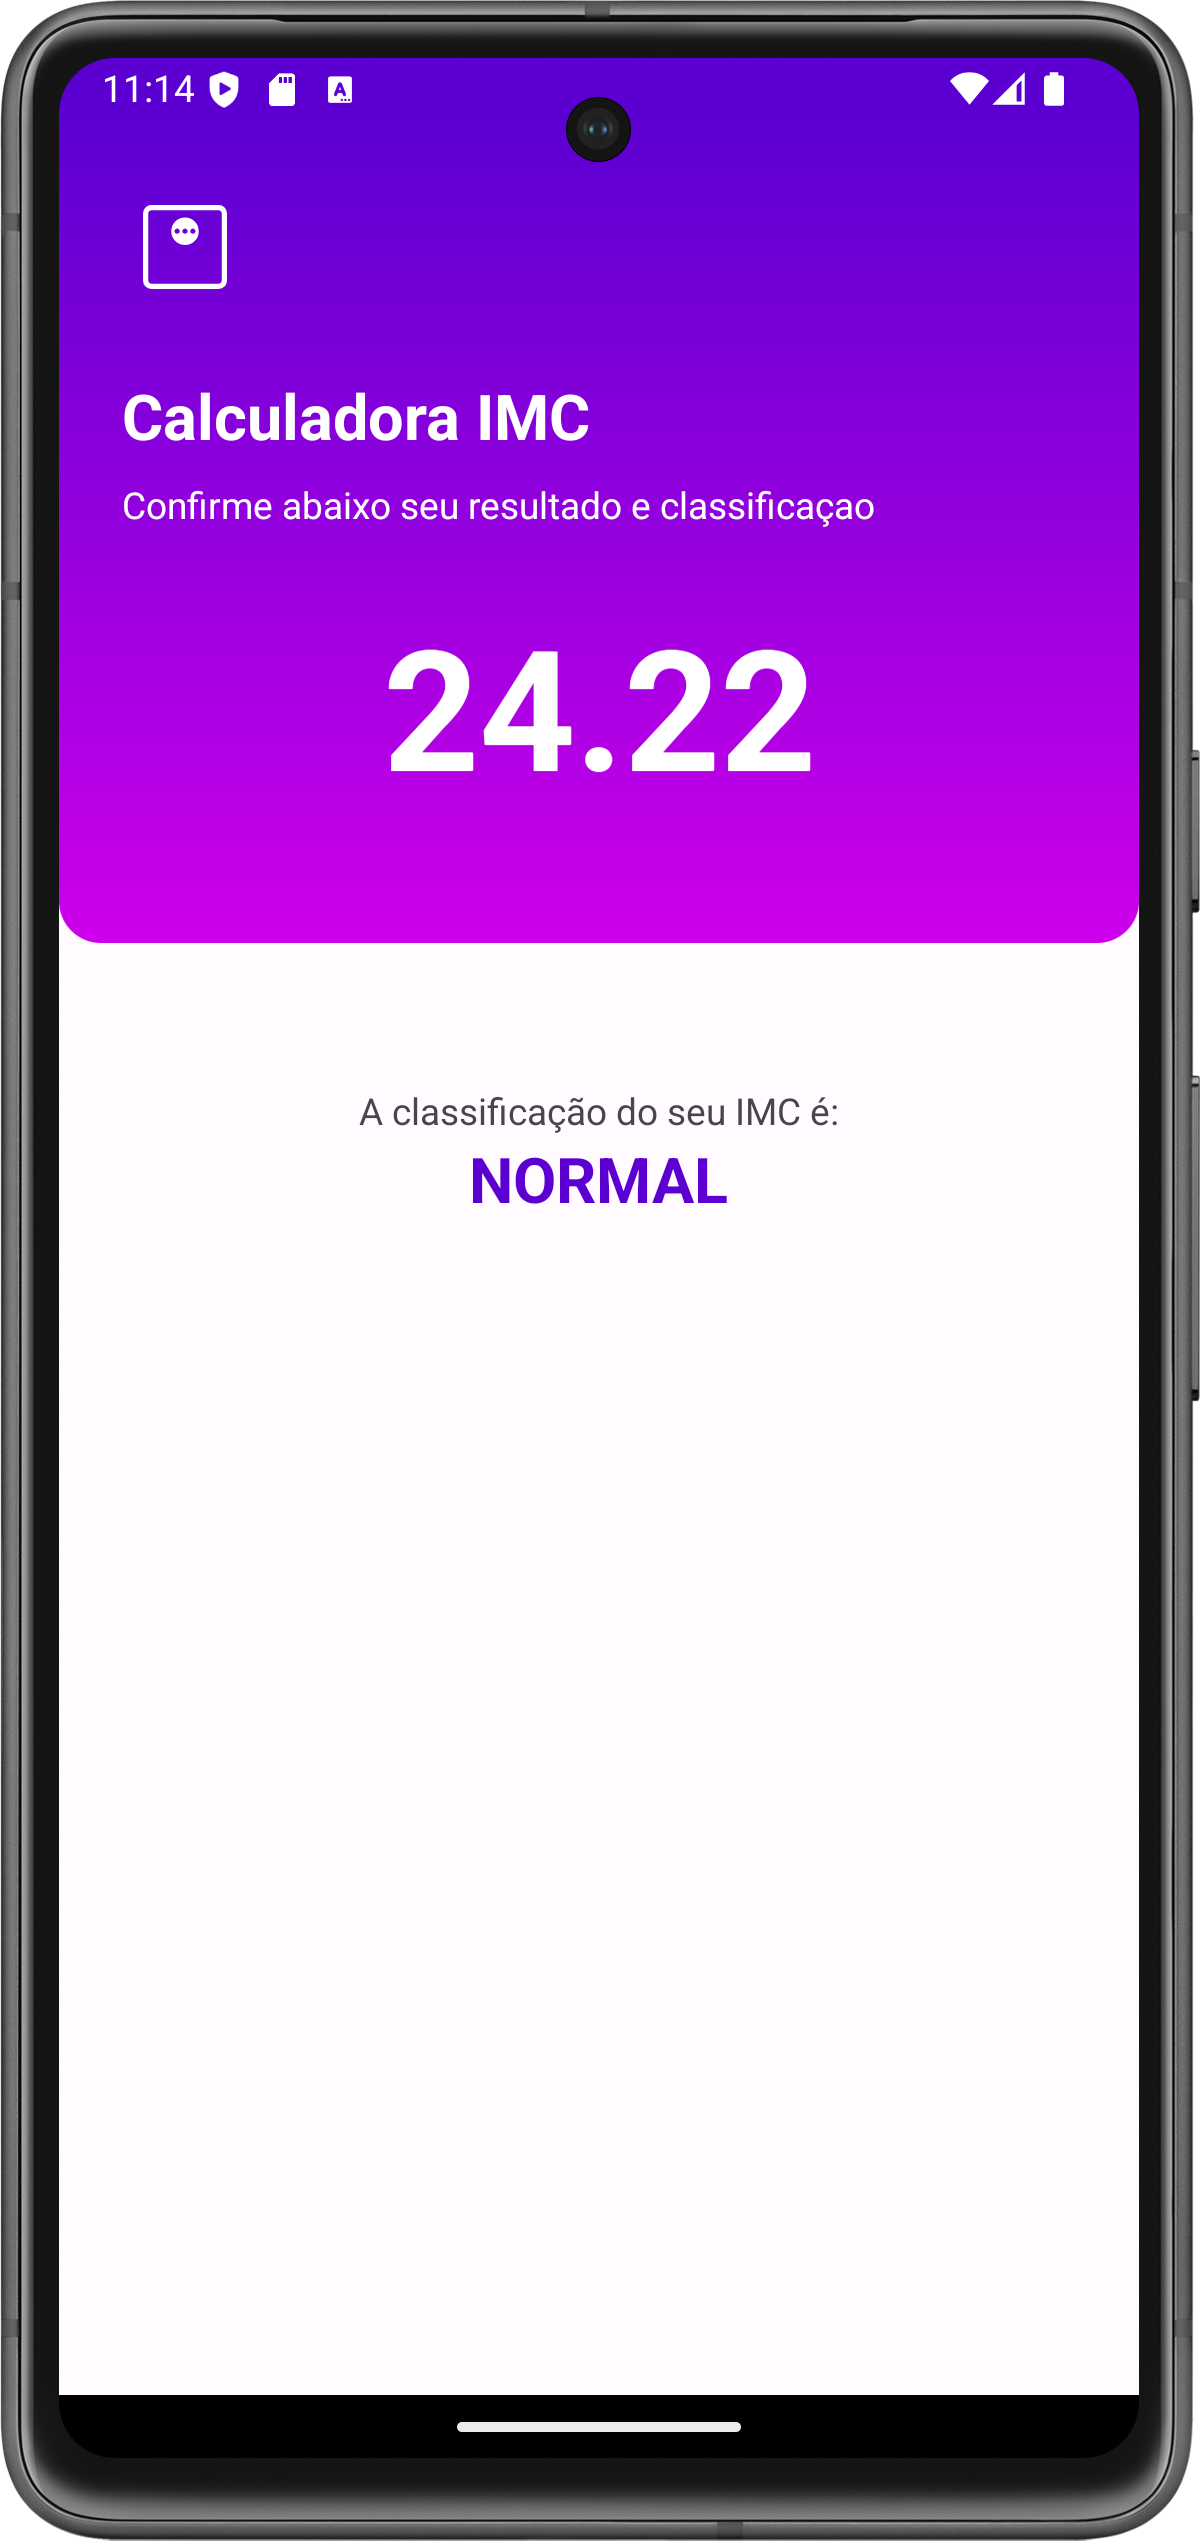 11:14
Calculadora IMC
Confirme abaixo seu resultado e classificaçao
24.22
A classificação do seu IMC é:
NORMAL